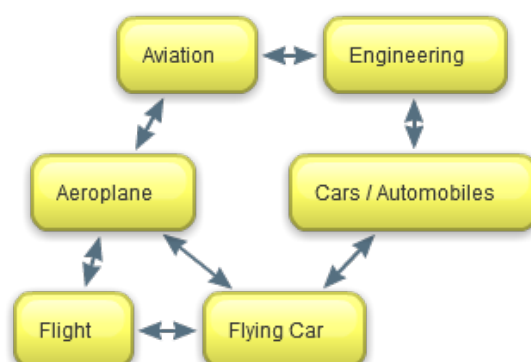 Aviation
Engineering
Aeroplane
Cars / Automobiles
Flight
Flying Car